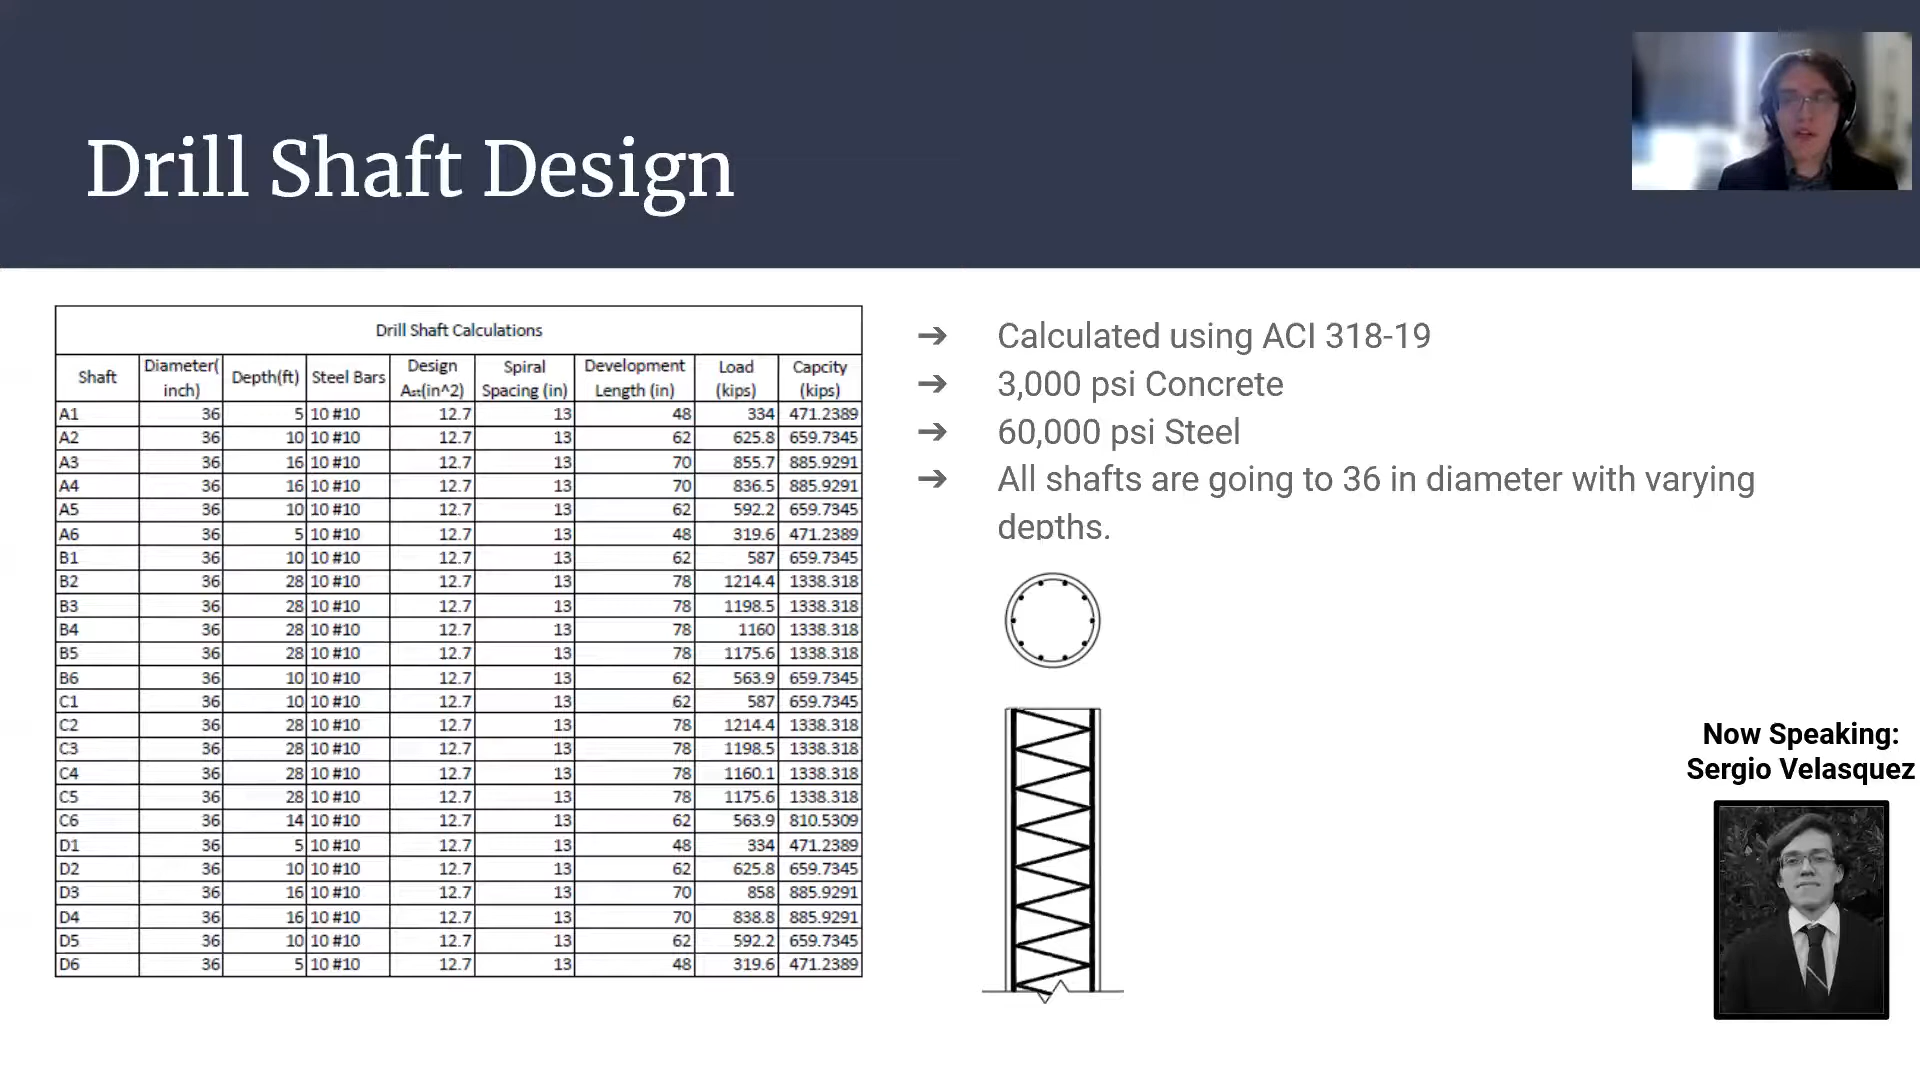 Drill Shaft Design
Drill Shaft Calculations
Shaft Diameter(inch) Depth(ft) Steel Bars Design Aₛₜ(in^2) Spiral Spacing (in) Development Length (in) Load (kips) Capcity (kips)
A1 36 5 10 #10 12.7 13 48 334 471.2389
A2 36 10 10 #10 12.7 13 62 625.8 659.7345
A3 36 16 10 #10 12.7 13 70 855.7 885.9291
A4 36 16 10 #10 12.7 13 70 836.5 885.9291
A5 36 10 10 #10 12.7 13 62 592.2 659.7345
A6 36 5 10 #10 12.7 13 48 319.6 471.2389
B1 36 10 10 #10 12.7 13 62 587 659.7345
B2 36 28 10 #10 12.7 13 78 1214.4 1338.318
B3 36 28 10 #10 12.7 13 78 1198.5 1338.318
B4 36 28 10 #10 12.7 13 78 1160 1338.318
B5 36 28 10 #10 12.7 13 78 1175.6 1338.318
B6 36 10 10 #10 12.7 13 62 563.9 659.7345
C1 36 10 10 #10 12.7 13 62 587 659.7345
C2 36 28 10 #10 12.7 13 78 1214.4 1338.318
C3 36 28 10 #10 12.7 13 78 1198.5 1338.318
C4 36 28 10 #10 12.7 13 78 1160.1 1338.318
C5 36 28 10 #10 12.7 13 78 1175.6 1338.318
C6 36 14 10 #10 12.7 13 62 563.9 810.5309
D1 36 5 10 #10 12.7 13 48 334 471.2389
D2 36 10 10 #10 12.7 13 62 625.8 659.7345
D3 36 16 10 #10 12.7 13 70 858 885.9291
D4 36 16 10 #10 12.7 13 70 838.8 885.9291
D5 36 10 10 #10 12.7 13 62 592.2 659.7345
D6 36 5 10 #10 12.7 13 48 319.6 471.2389
➔ Calculated using ACI 318-19
➔ 3,000 psi Concrete
➔ 60,000 psi Steel
➔ All shafts are going to 36 in diameter with varying
depths.
Now Speaking:
Sergio Velasquez